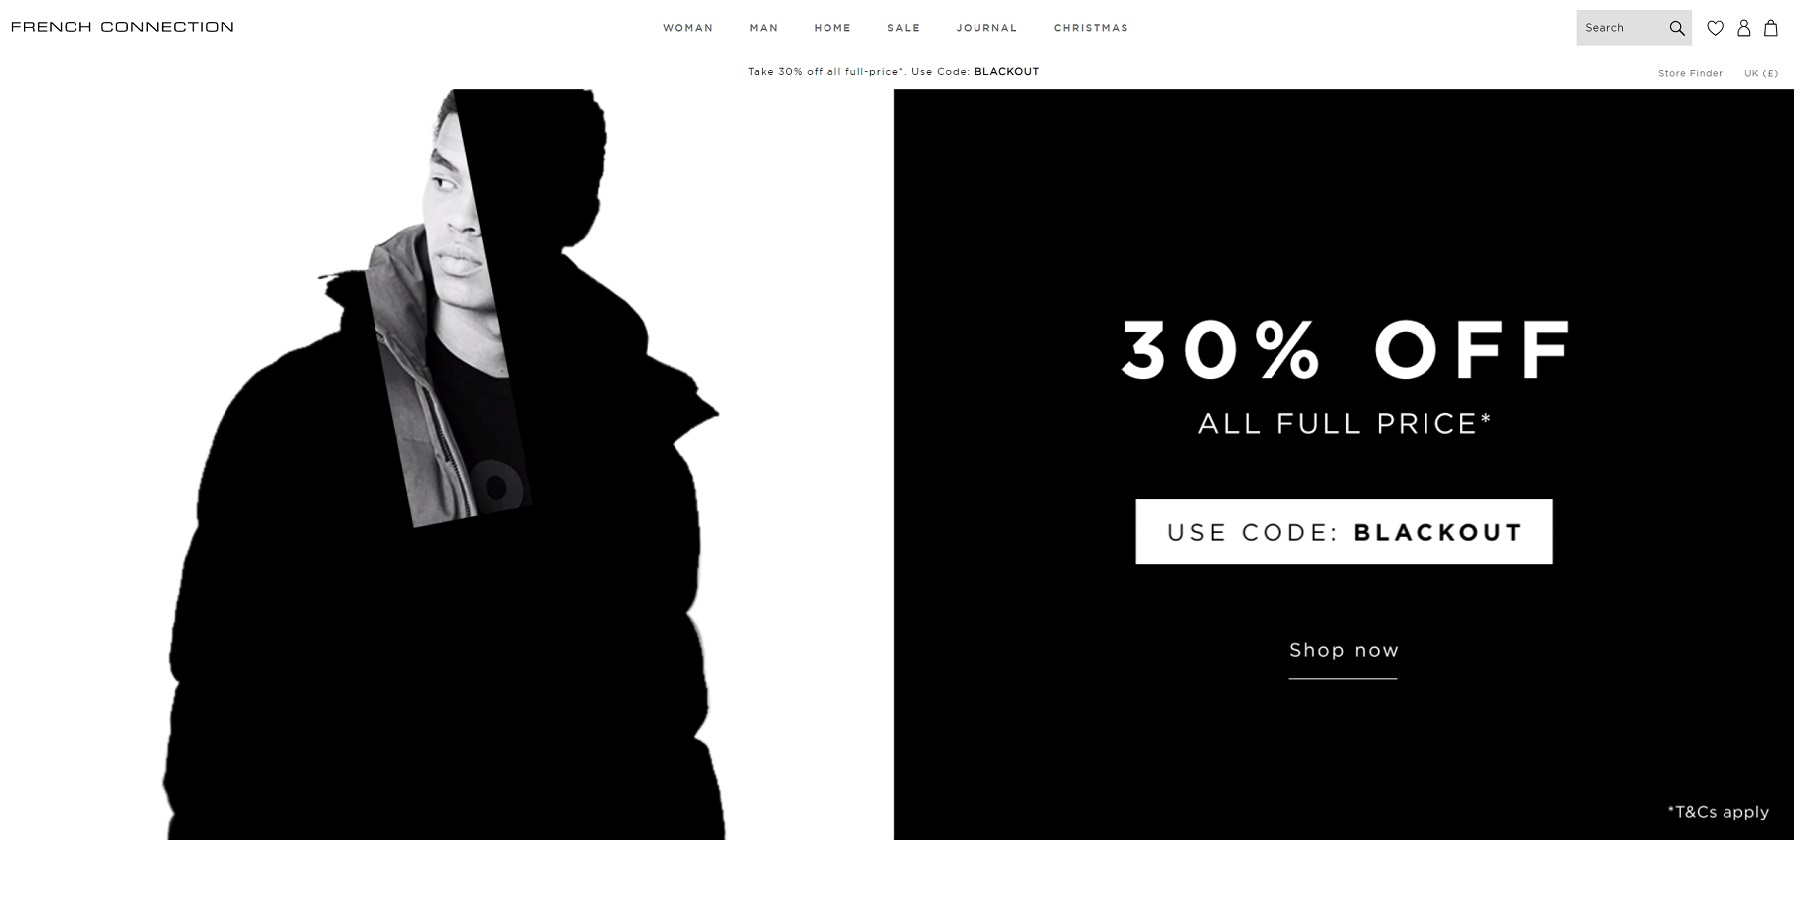 FRENCH CONNECTION
WOMAN MAN HOME SALE JOURNAL CHRISTMAS
Search
Take 30% off all full-price*. Use Code: BLACKOUT
Store Finder UK (£)
30% OFF
ALL FULL PRICE*
USE CODE: BLACKOUT
Shop now
*T&Cs apply